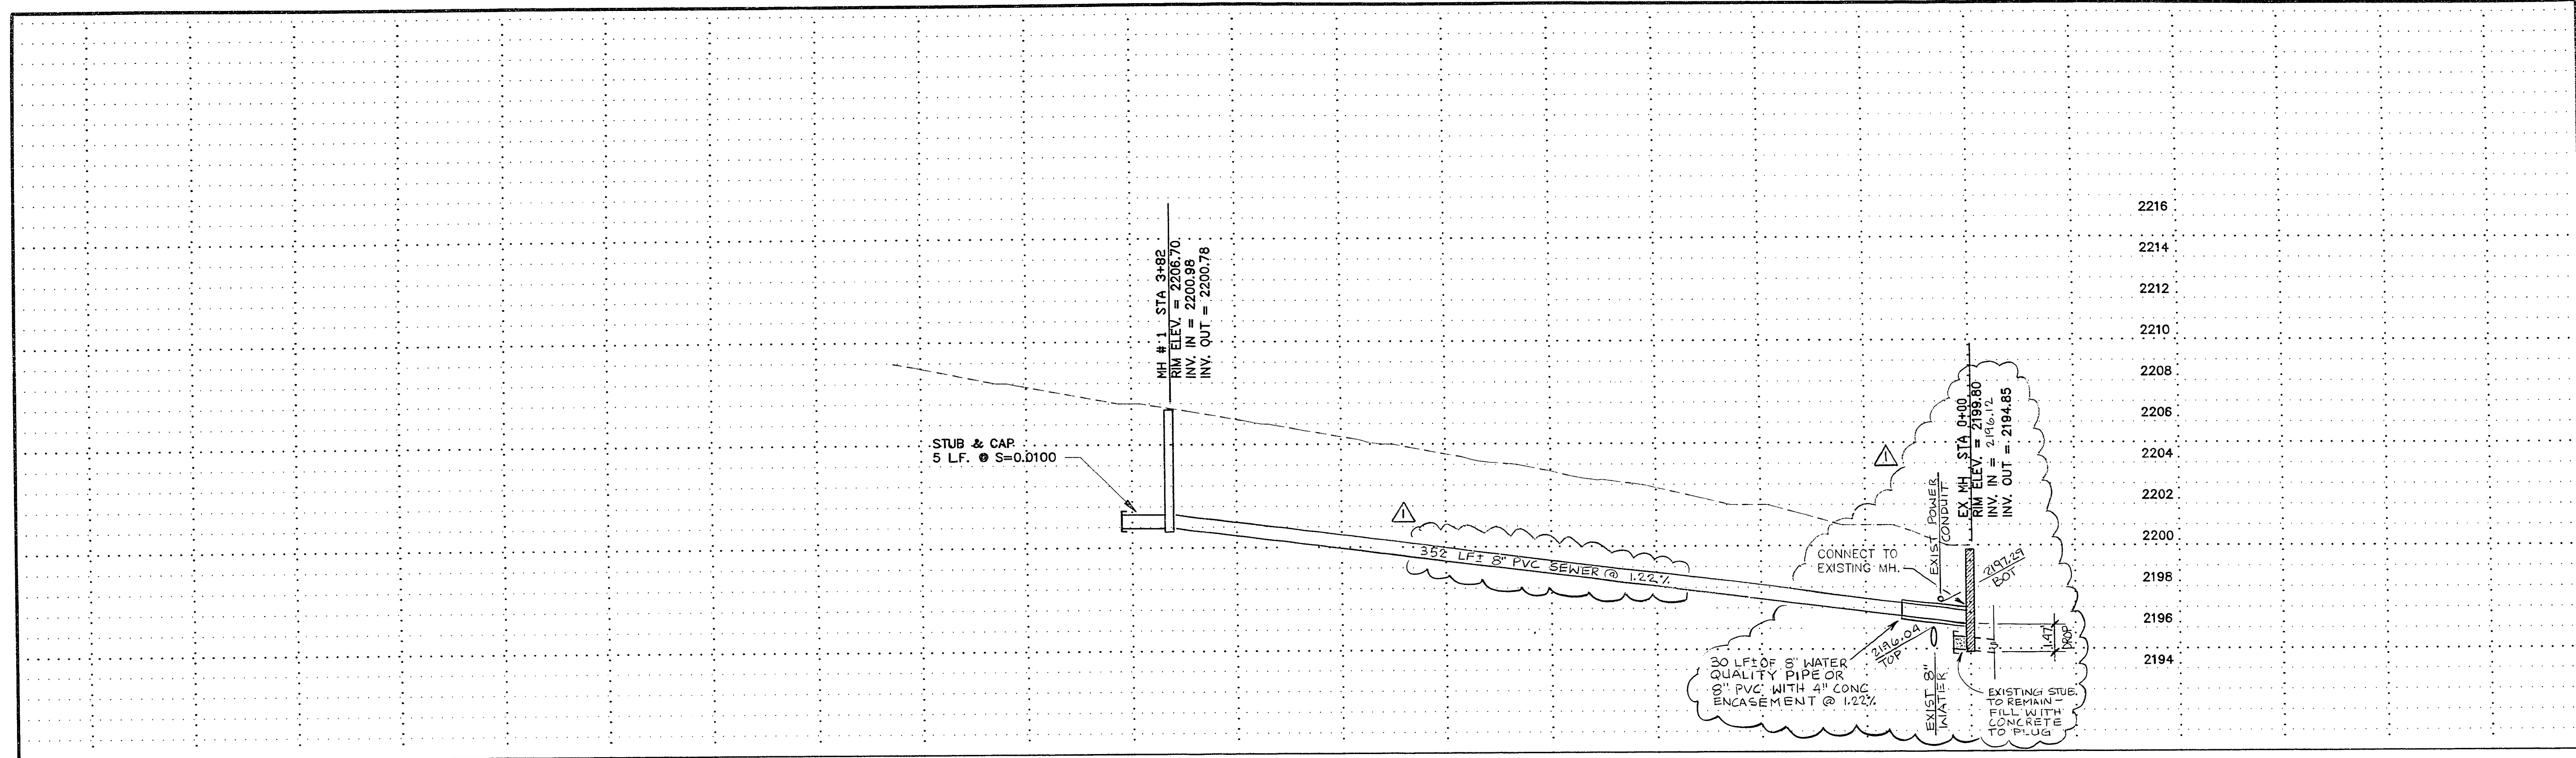 MH # 1 STA 3+82
RIM ELEV. = 2206.70
INV. IN = 2200.98
INV. OUT = 2200.78
STUB & CAP
5 L.F. @ S=0.0100
1
352 LF± 8" PVC SEWER @ 1.22%
1
EX MH STA 0+00
RIM ELEV. = 2199.80
INV. IN = 2196.12
INV. OUT = 2194.85
EXIST POWER
CONDUIT
CONNECT TO
EXISTING MH.
2197.29
BOT
2196.04
TOP
30 LF± OF 8" WATER
QUALITY PIPE OR
8" PVC WITH 4" CONC
ENCASEMENT @ 1.22%
EXIST 8"
WATER
1.47
DROP
EXISTING STUB
TO REMAIN -
FILL WITH
CONCRETE
TO PLUG
2216
2214
2212
2210
2208
2206
2204
2202
2200
2198
2196
2194